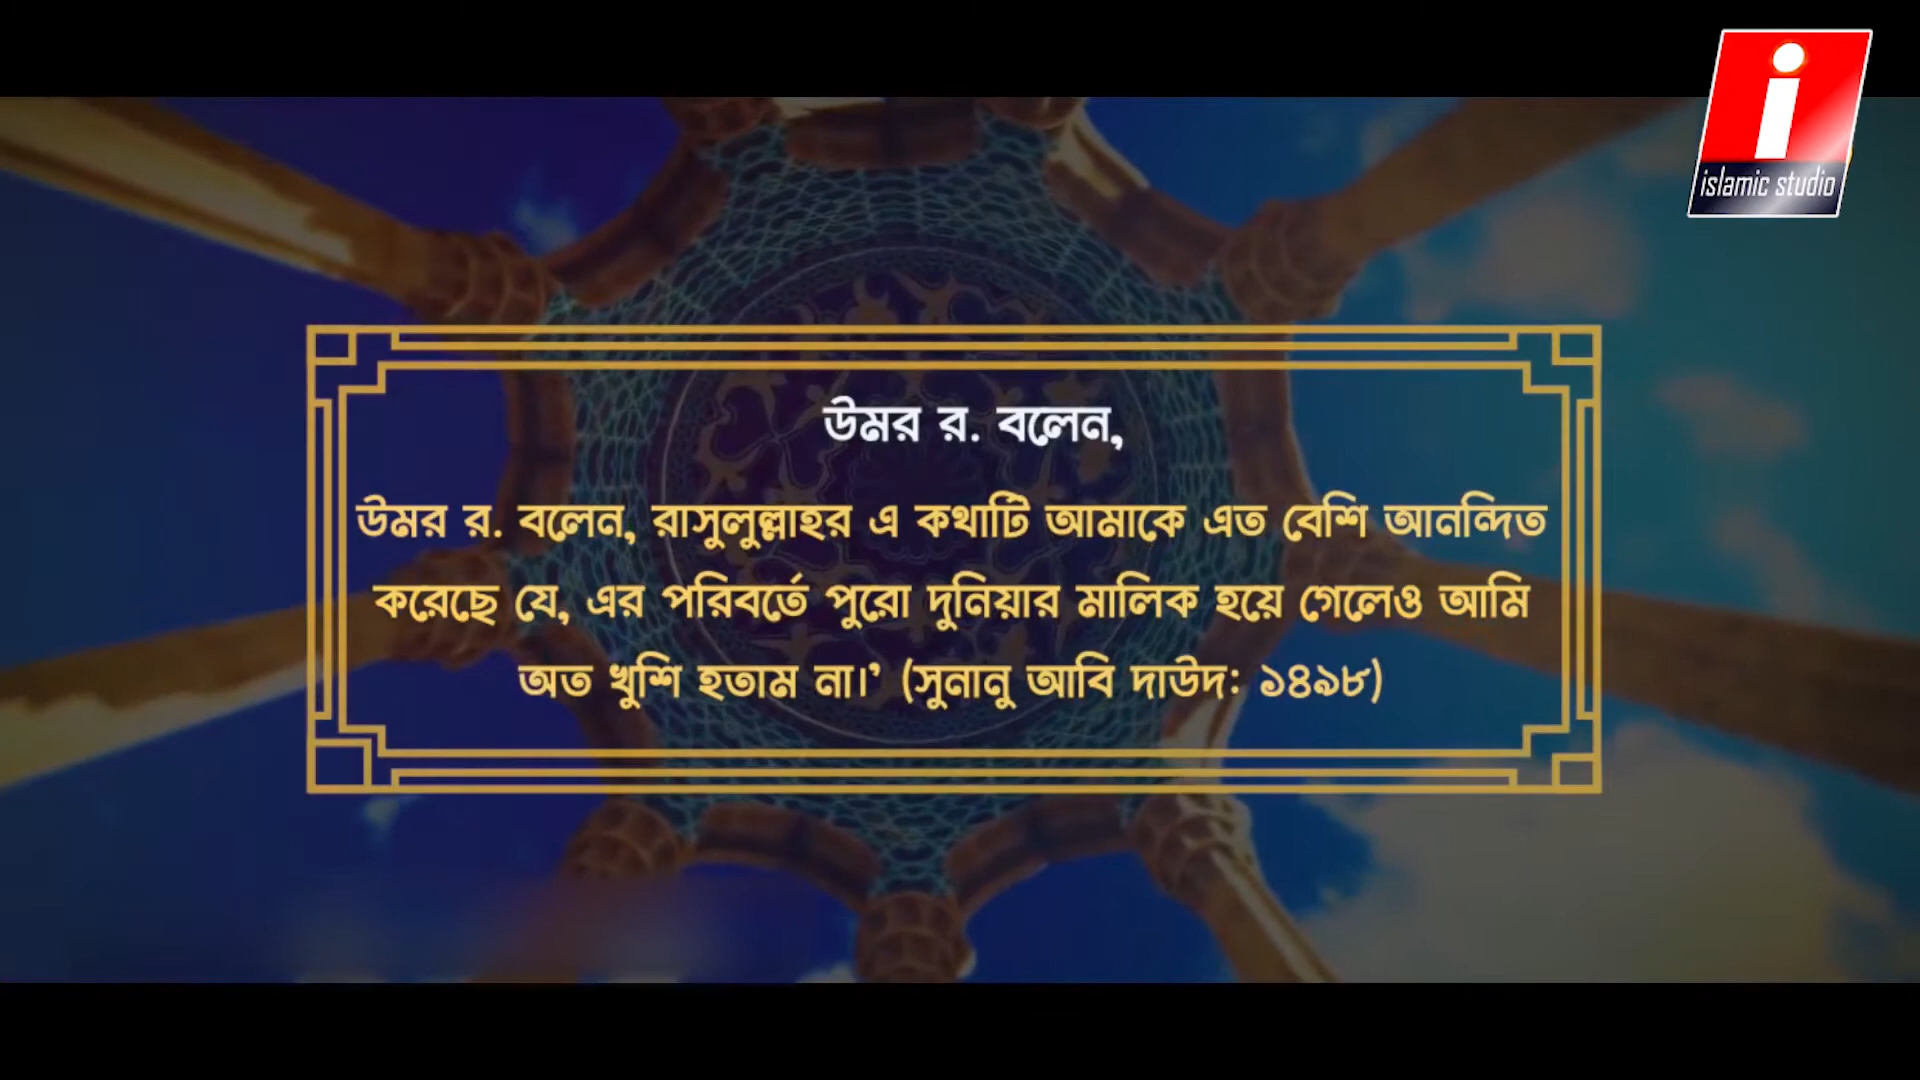 i
islamic studio
উমর র. বলেন,
উমর র. বলেন, রাসুলুল্লাহর এ কথাটি আমাকে এত বেশি আনন্দিত
করেছে যে, এর পরিবর্তে পুরো দুনিয়ার মালিক হয়ে গেলেও আমি
অত খুশি হতাম না।’ (সুনানু আবি দাউদ: ১৪৯৮)